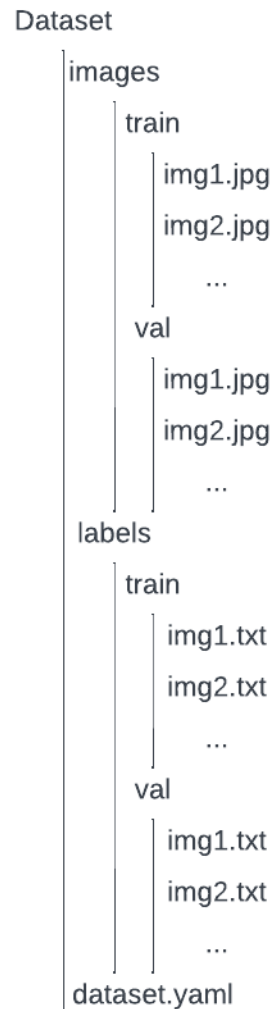 Dataset
images
train
img1.jpg
img2.jpg
...
val
img1.jpg
img2.jpg
...
labels
train
img1.txt
img2.txt
...
val
img1.txt
img2.txt
...
dataset.yaml